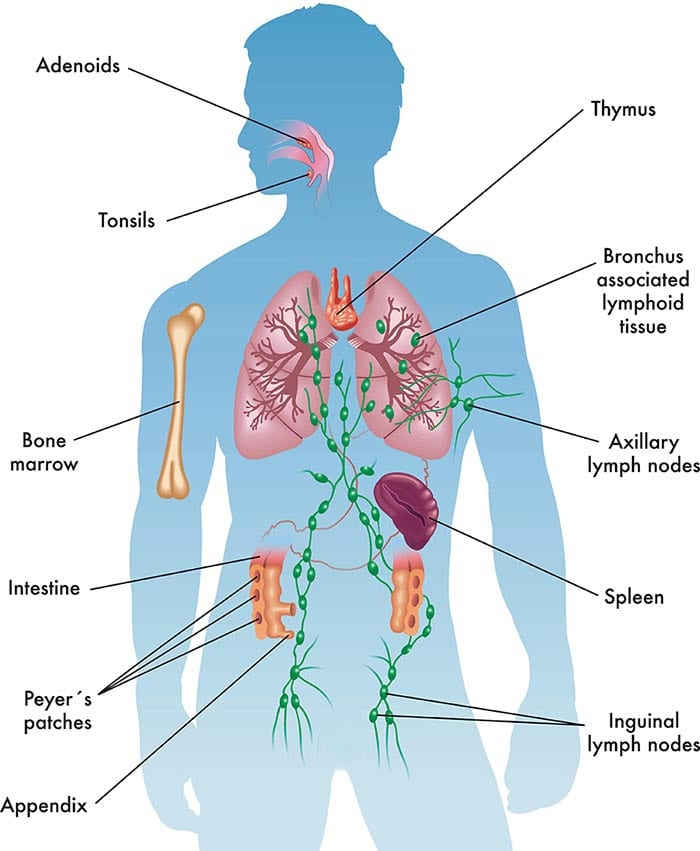 Adenoids
Thymus
Tonsils
Bronchus
associated
lymphoid
tissue
Bone
marrow
Axillary
lymph nodes
Intestine
Spleen
Peyer´s
patches
Inguinal
lymph nodes
Appendix